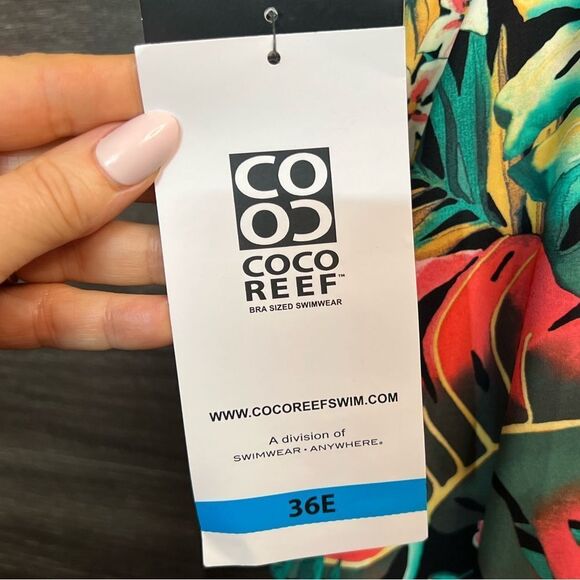 CO
CO
COCO
REEF™
BRA SIZED SWIMWEAR
WWW.COCOREEFSWIM.COM
A division of
SWIMWEAR • ANYWHERE®
36E